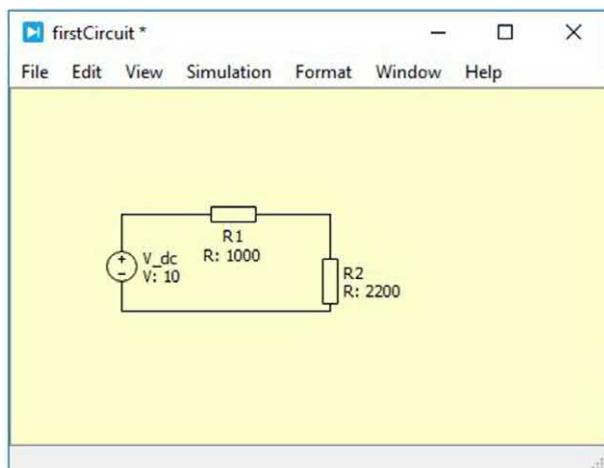 firstCircuit *
File Edit View Simulation Format Window Help
R1
R: 1000
V_dc
V: 10
R2
R: 2200